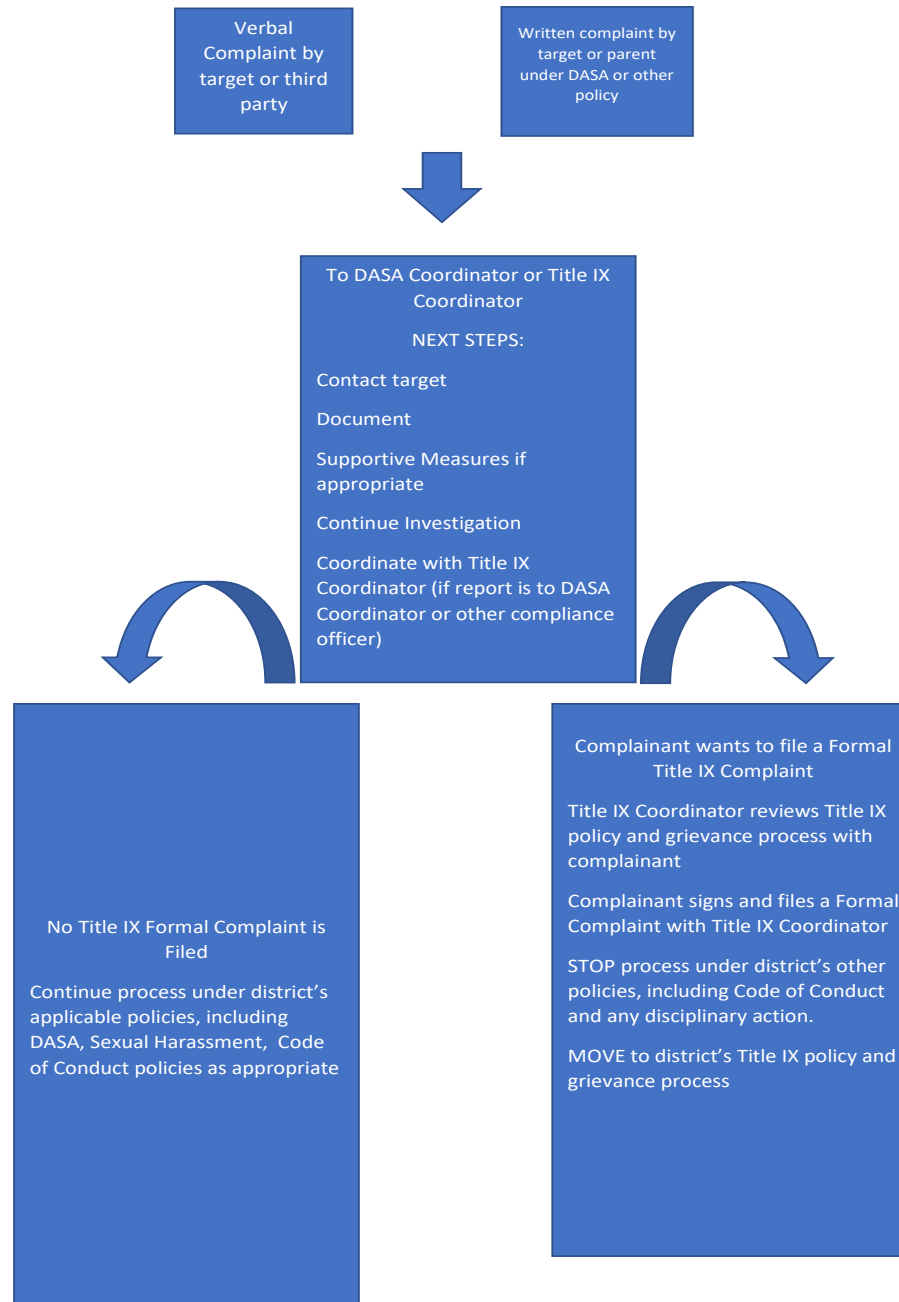 Verbal
Complaint by
target or third
party
Written complaint by
target or parent
under DASA or other
policy
To DASA Coordinator or Title IX
Coordinator
NEXT STEPS:
Contact target
Document
Supportive Measures if
appropriate
Continue Investigation
Coordinate with Title IX
Coordinator (if report is to DASA
Coordinator or other compliance
officer)
No Title IX Formal Complaint is
Filed
Continue process under district’s
applicable policies, including
DASA, Sexual Harassment,  Code
of Conduct policies as appropriate
Complainant wants to file a Formal
Title IX Complaint
Title IX Coordinator reviews Title IX
policy and grievance process with
complainant
Complainant signs and files a Formal
Complaint with Title IX Coordinator
STOP process under district’s other
policies, including Code of Conduct
and any disciplinary action.
MOVE to district’s Title IX policy and
grievance process